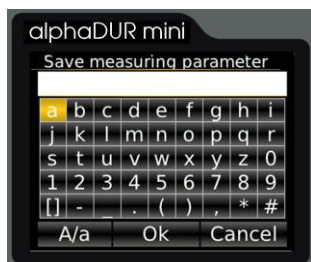 alphaDUR mini
Save measuring parameter
a b c d e f g h i
j k l m n o p q r
s t u v w x y z 0
1 2 3 4 5 6 7 8 9
[] - _ . ( ) , * #
A/a Ok Cancel